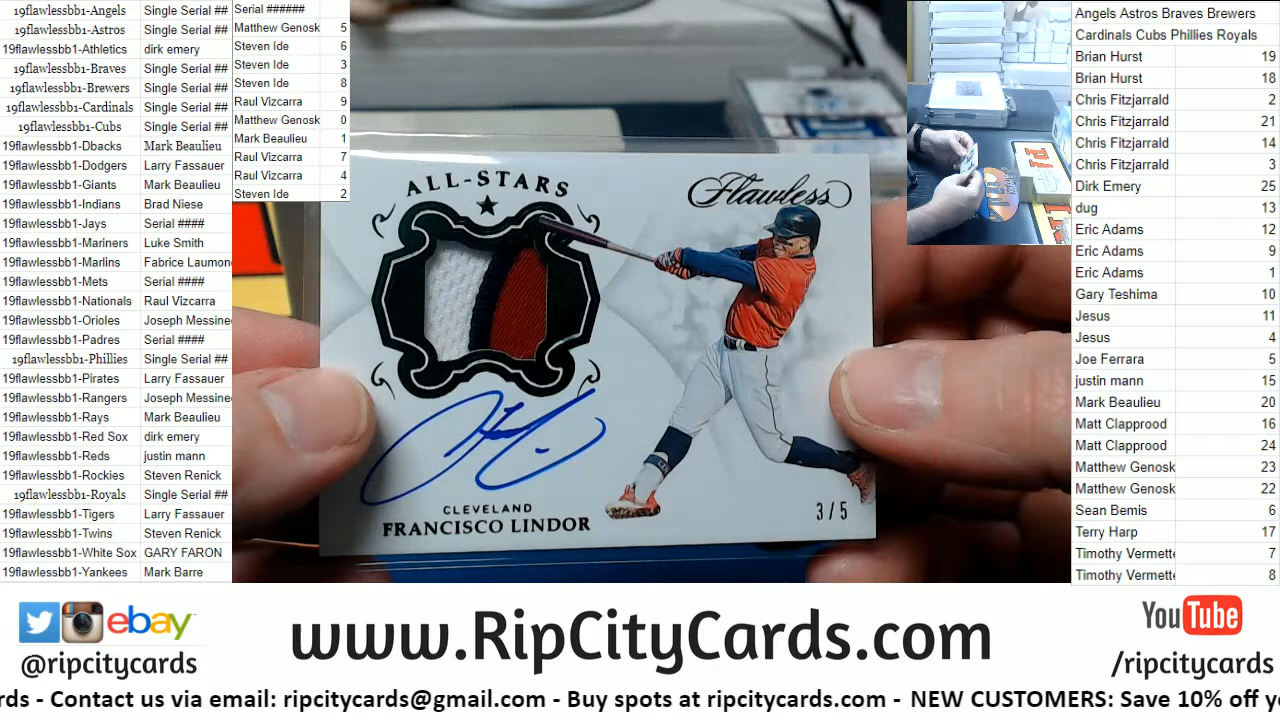 19flawlessbb1-Angels Single Serial ##
19flawlessbb1-Astros Single Serial ##
19flawlessbb1-Athletics dirk emery
19flawlessbb1-Braves Single Serial ##
19flawlessbb1-Brewers Single Serial ##
19flawlessbb1-Cardinals Single Serial ##
19flawlessbb1-Cubs Single Serial ##
19flawlessbb1-Dbacks Mark Beaulieu
19flawlessbb1-Dodgers Larry Fassauer
19flawlessbb1-Giants Mark Beaulieu
19flawlessbb1-Indians Brad Niese
19flawlessbb1-Jays Serial ####
19flawlessbb1-Mariners Luke Smith
19flawlessbb1-Marlins Fabrice Laumon
19flawlessbb1-Mets Serial ####
19flawlessbb1-Nationals Raul Vizcarra
19flawlessbb1-Orioles Joseph Messine
19flawlessbb1-Padres Serial ####
19flawlessbb1-Phillies Single Serial ##
19flawlessbb1-Pirates Larry Fassauer
19flawlessbb1-Rangers Joseph Messine
19flawlessbb1-Rays Mark Beaulieu
19flawlessbb1-Red Sox dirk emery
19flawlessbb1-Reds justin mann
19flawlessbb1-Rockies Steven Renick
19flawlessbb1-Royals Single Serial ##
19flawlessbb1-Tigers Larry Fassauer
19flawlessbb1-Twins Steven Renick
19flawlessbb1-White Sox GARY FARON
19flawlessbb1-Yankees Mark Barre
Serial ######
Matthew Genosk 5
Steven Ide 6
Steven Ide 3
Steven Ide 8
Raul Vizcarra 9
Matthew Genosk 0
Mark Beaulieu 1
Raul Vizcarra 7
Raul Vizcarra 4
Steven Ide 2
ALL-STARS
Flawless
CLEVELAND
FRANCISCO LINDOR
3/5
Angels Astros Braves Brewers
Cardinals Cubs Phillies Royals
Brian Hurst 19
Brian Hurst 18
Chris Fitzjarrald 2
Chris Fitzjarrald 21
Chris Fitzjarrald 14
Chris Fitzjarrald 3
Dirk Emery 25
dug 13
Eric Adams 12
Eric Adams 9
Eric Adams 1
Gary Teshima 10
Jesus 11
Jesus 4
Joe Ferrara 5
justin mann 15
Mark Beaulieu 20
Matt Clapprood 16
Matt Clapprood 24
Matthew Genosk 23
Matthew Genosk 22
Sean Bemis 6
Terry Harp 17
Timothy Vermette 7
Timothy Vermette 8
ebay
@ripcitycards
www.RipCityCards.com
YouTube
/ripcitycards
rds - Contact us via email: ripcitycards@gmail.com - Buy spots at ripcitycards.com - NEW CUSTOMERS: Save 10% off y